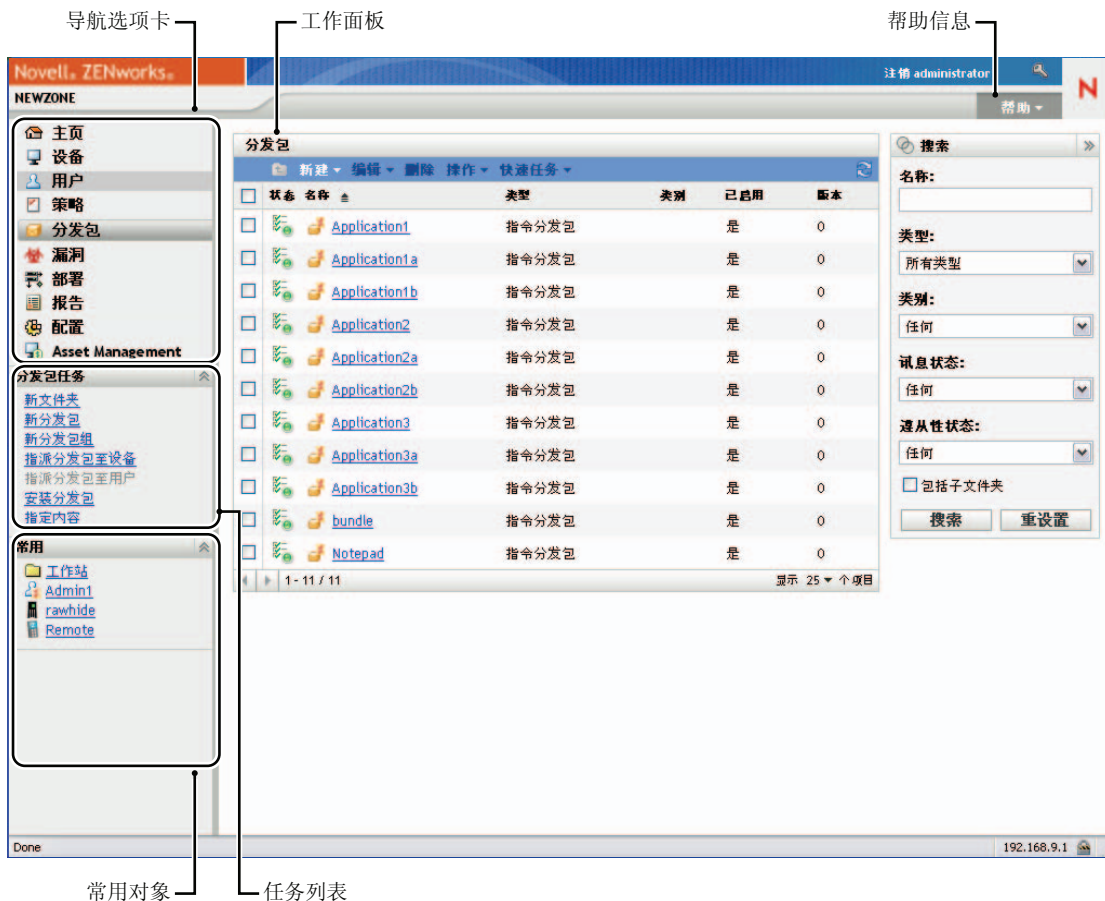 导航选项卡
工作面板
帮助信息
Novell® ZENworks®
注销 administrator
NEWZONE
N
帮助
主页
设备
用户
策略
分发包
漏洞
部署
报告
配置
Asset Management
分发包任务
新文件夹
新分发包
新分发包组
指派分发包至设备
指派分发包至用户
安装分发包
指定内容
常用
工作站
Admin1
rawhide
Remote
分发包
新建 编辑 删除 操作 快速任务
状态 名称 类型 类别 已启用 版本
Application1 指令分发包 是 0
Application1a 指令分发包 是 0
Application1b 指令分发包 是 0
Application2 指令分发包 是 0
Application2a 指令分发包 是 0
Application2b 指令分发包 是 0
Application3 指令分发包 是 0
Application3a 指令分发包 是 0
Application3b 指令分发包 是 0
bundle 指令分发包 是 0
Notepad 指令分发包 是 0
1 - 11 / 11 显示 25 个项目
搜索
名称:
类型:
所有类型
类别:
任何
讯息状态:
任何
遵从性状态:
任何
包括子文件夹
搜索 重设置
Done
192.168.9.1
常用对象
任务列表